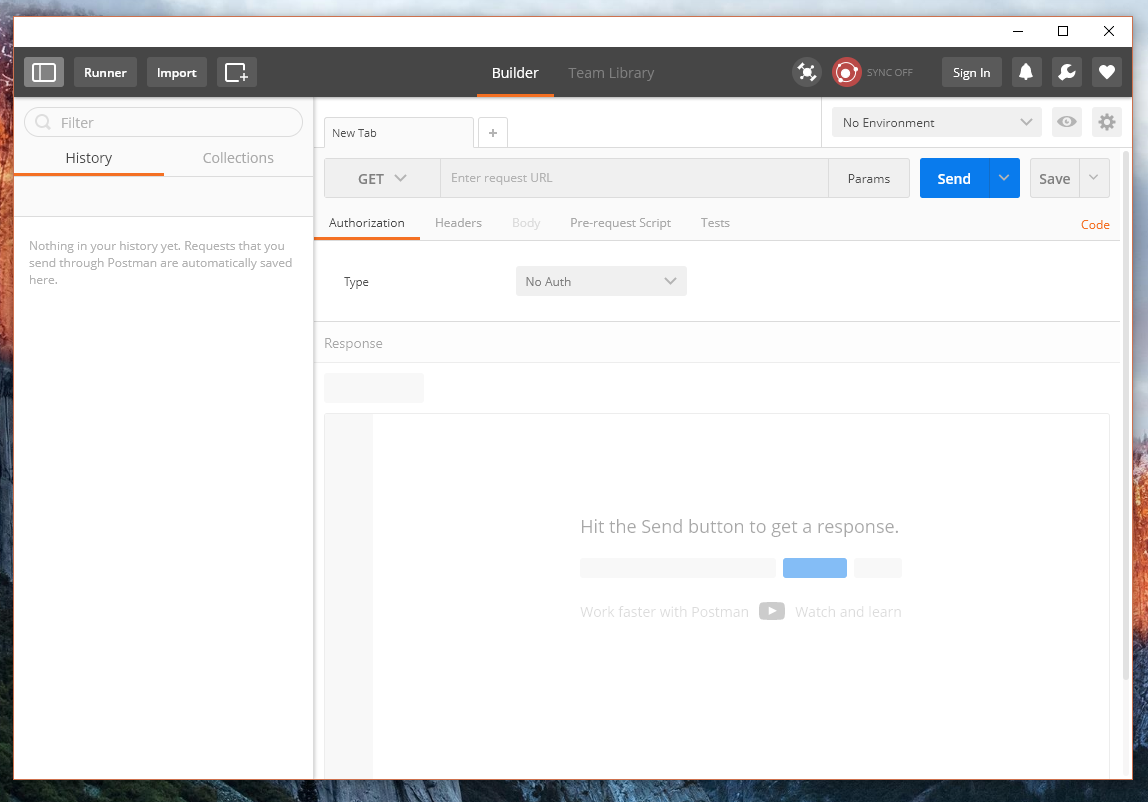 Runner
Import
Builder
Team Library
SYNC OFF
Sign In
Filter
History
Collections
Nothing in your history yet. Requests that you
send through Postman are automatically saved
here.
New Tab
+
No Environment
GET
Enter request URL
Params
Send
Save
Authorization
Headers
Body
Pre-request Script
Tests
Code
Type
No Auth
Response
Hit the Send button to get a response.
Work faster with Postman
Watch and learn